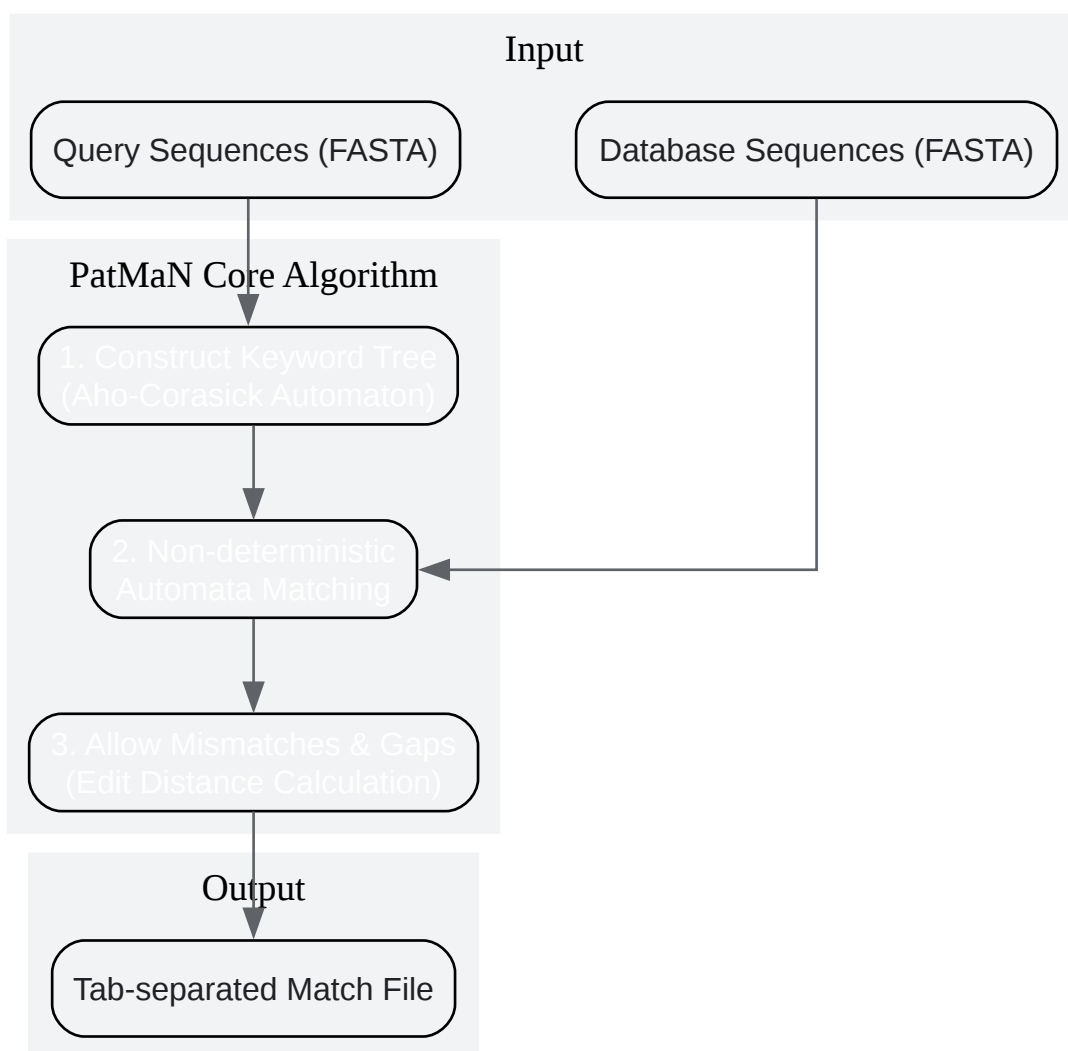 Input
Query Sequences (FASTA)
Database Sequences (FASTA)
PatMaN Core Algorithm
1. Construct Keyword Tree
(Aho-Corasick Automaton)
2. Non-deterministic
Automata Matching
3. Allow Mismatches & Gaps
(Edit Distance Calculation)
Output
Tab-separated Match File